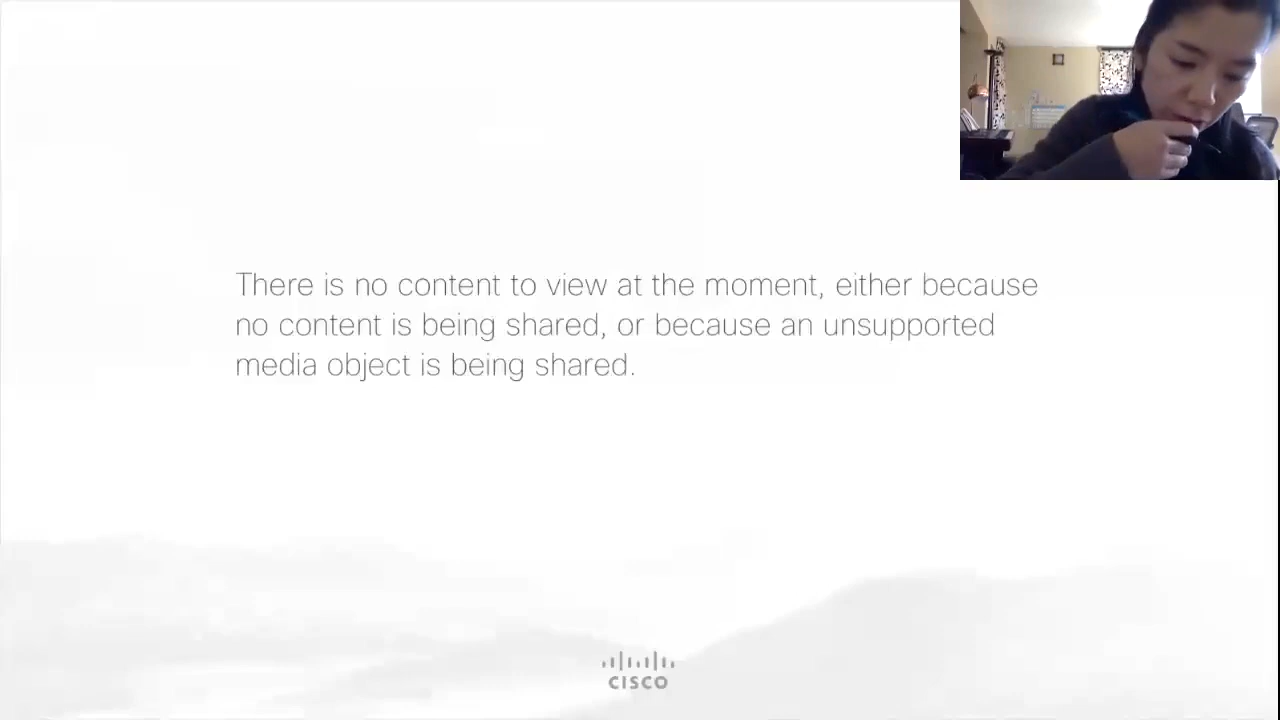 There is no content to view at the moment, either because
no content is being shared, or because an unsupported
media object is being shared.
CISCO